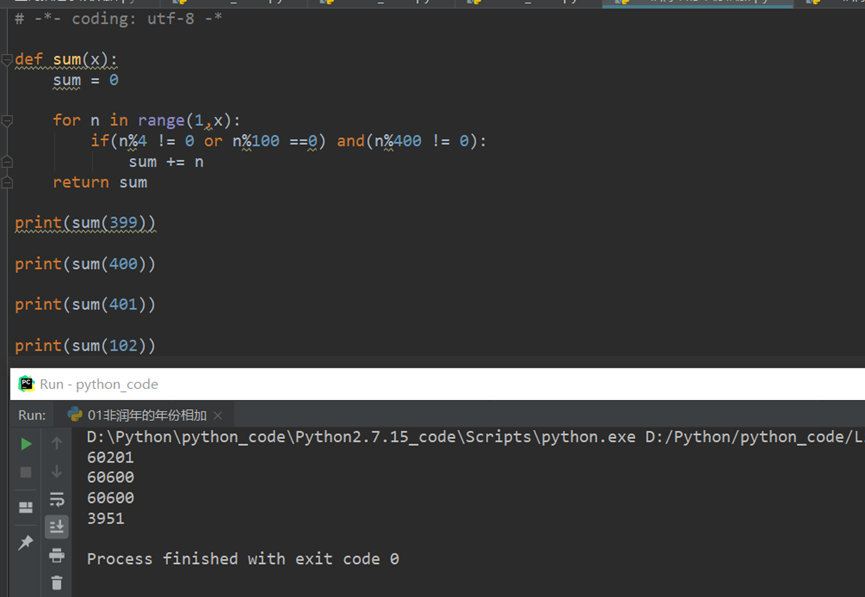 # -*- coding: utf-8 -*
def sum(x):
sum = 0
for n in range(1,x):
if(n%4 != 0 or n%100 ==0) and(n%400 != 0):
sum += n
return sum
print(sum(399))
print(sum(400))
print(sum(401))
print(sum(102))
PC Run - python_code
Run: 01非润年的年份相加 ×
D:\Python\python_code\Python2.7.15_code\Scripts\python.exe D:/Python/python_code/L
60201
60600
60600
3951
Process finished with exit code 0